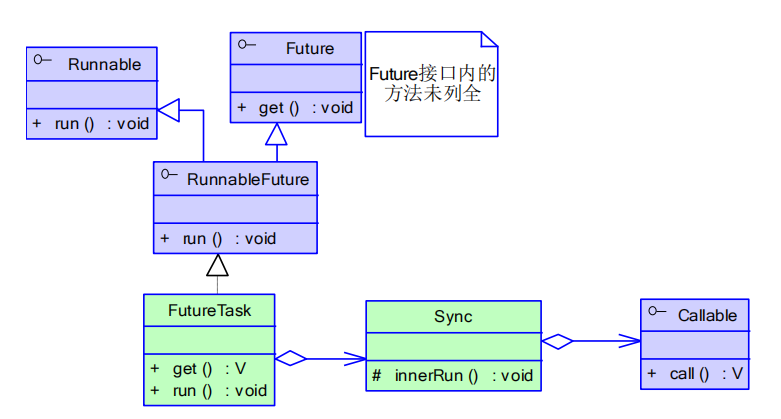 Runnable
+ run () : void
Future
+ get () : void
Future接口内的
方法未列全
RunnableFuture
+ run () : void
FutureTask
+ get () : V
+ run () : void
Sync
# innerRun () : void
Callable
+ call () : V